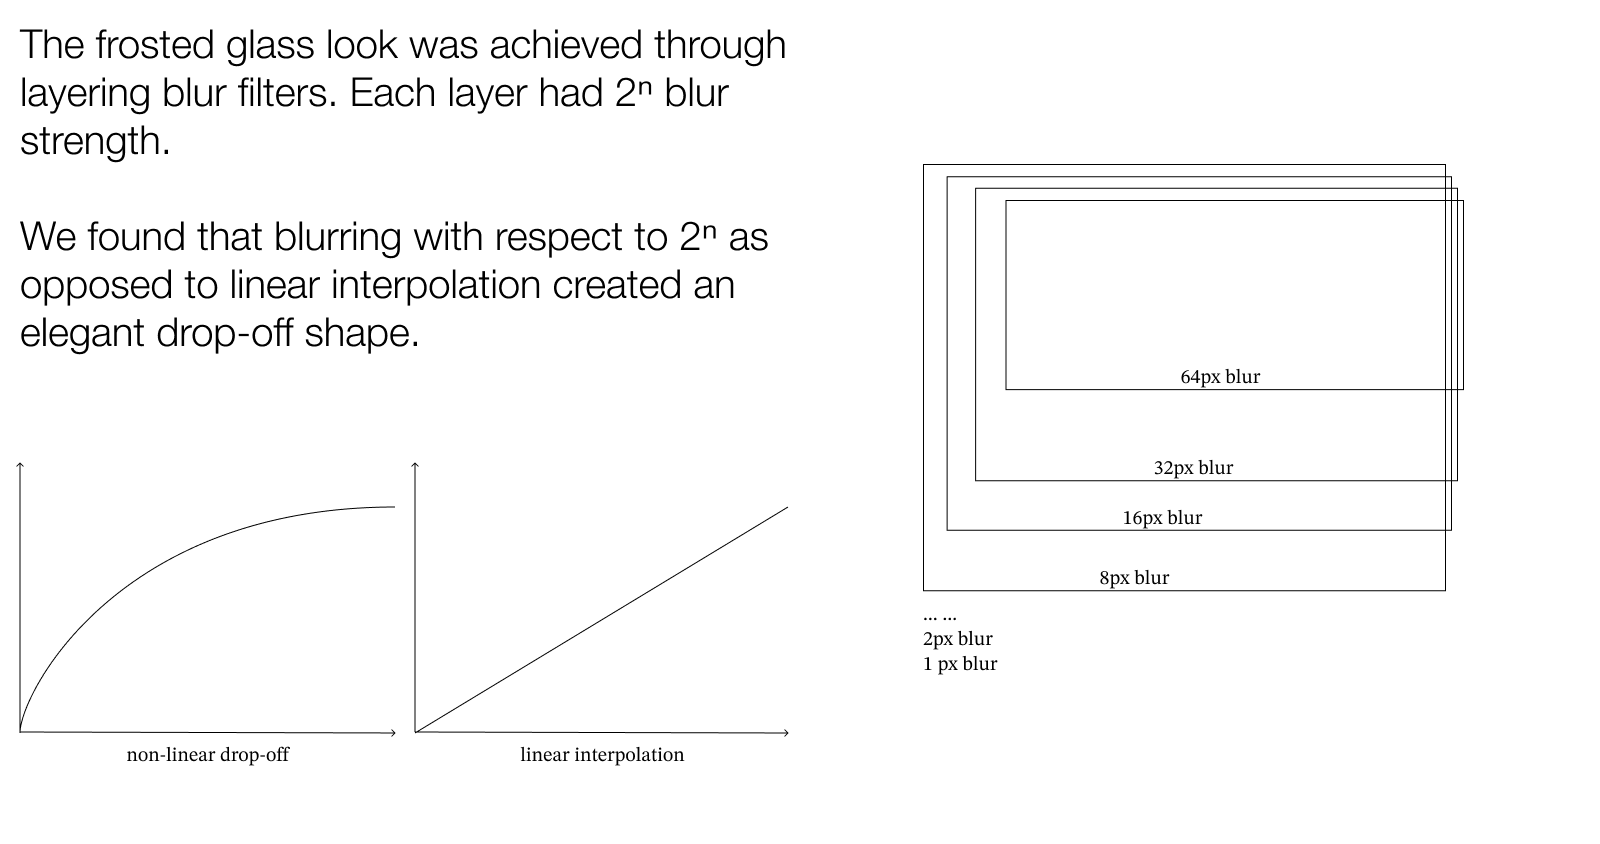 The frosted glass look was achieved through
layering blur filters. Each layer had 2ⁿ blur
strength.
We found that blurring with respect to 2ⁿ as
opposed to linear interpolation created an
elegant drop-off shape.
non-linear drop-off
linear interpolation
64px blur
32px blur
16px blur
8px blur
... ...
2px blur
1 px blur